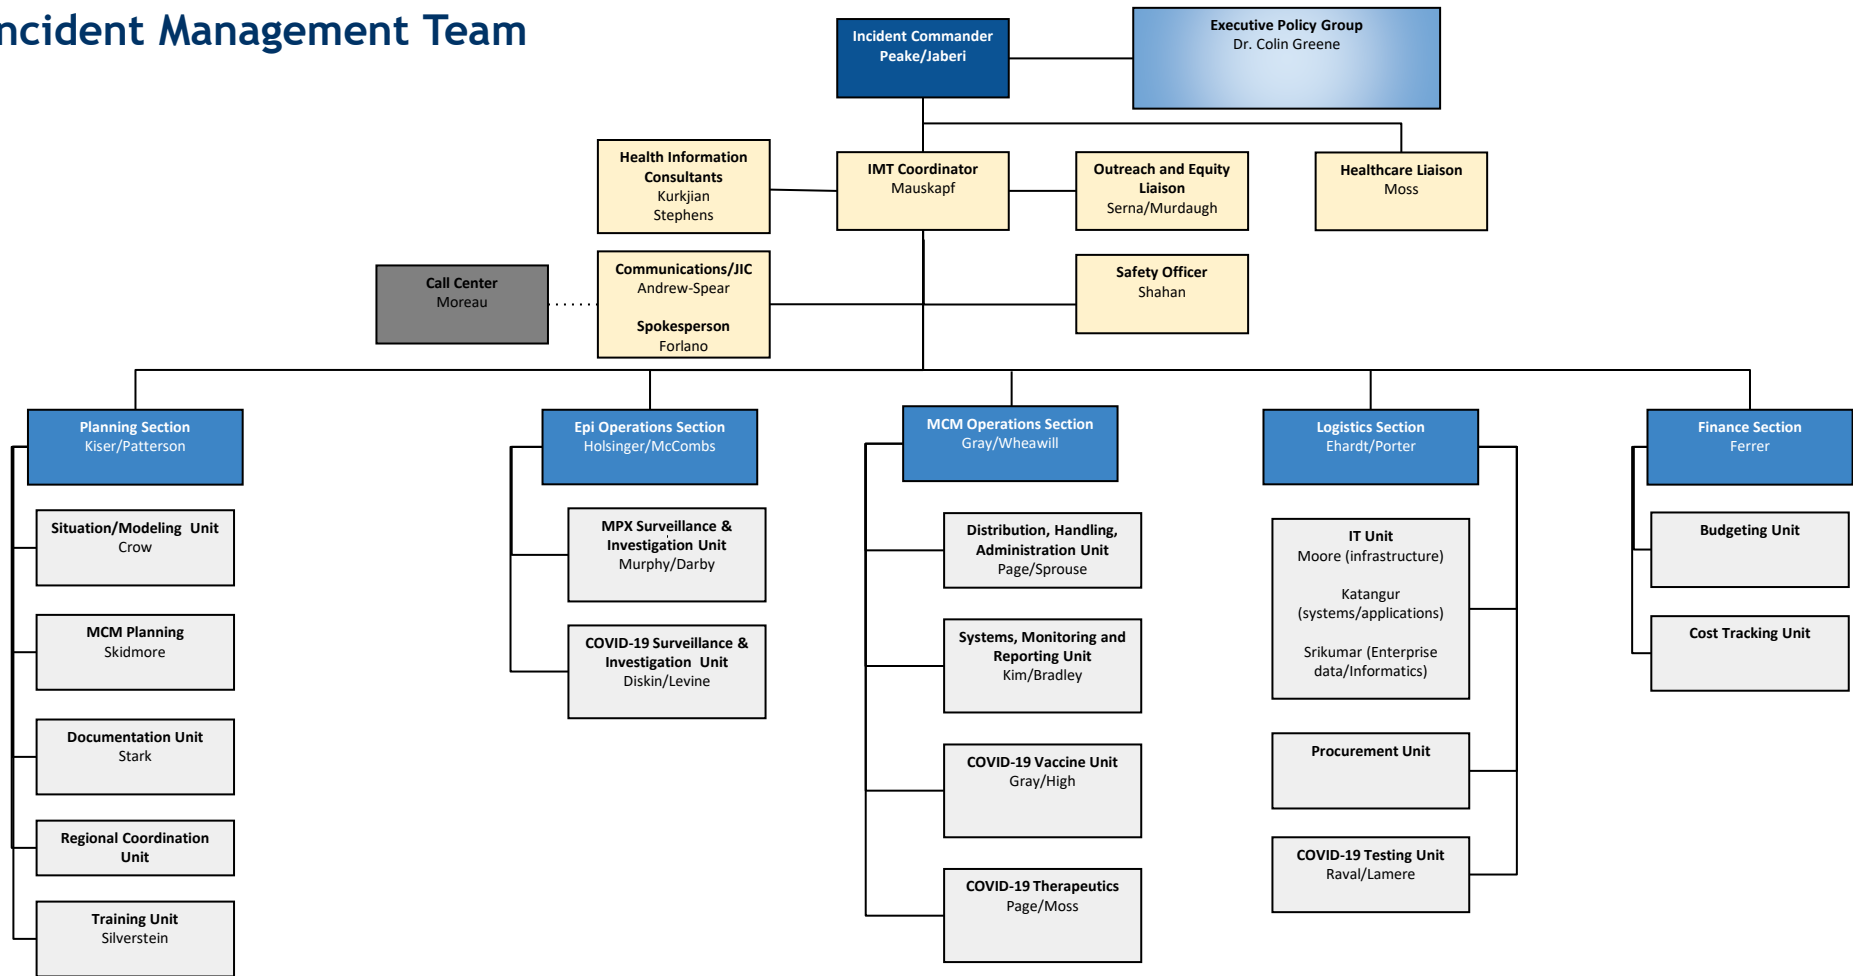 ncident Management Team
Incident Commander
Peake/Jaberi
Executive Policy Group
Dr. Colin Greene
Health Information
Consultants
Kurkjian
Stephens
IMT Coordinator
Mauskapf
Outreach and Equity
Liaison
Serna/Murdaugh
Healthcare Liaison
Moss
Call Center
Moreau
Communications/JIC
Andrew-Spear
Spokesperson
Forlano
Safety Officer
Shahan
Planning Section
Kiser/Patterson
Epi Operations Section
Holsinger/McCombs
MCM Operations Section
Gray/Wheawill
Logistics Section
Ehardt/Porter
Finance Section
Ferrer
Situation/Modeling Unit
Crow
MCM Planning
Skidmore
Documentation Unit
Stark
Regional Coordination
Unit
Training Unit
Silverstein
MPX Surveillance &
Investigation Unit
Murphy/Darby
COVID-19 Surveillance &
Investigation Unit
Diskin/Levine
Distribution, Handling,
Administration Unit
Page/Sprouse
Systems, Monitoring and
Reporting Unit
Kim/Bradley
COVID-19 Vaccine Unit
Gray/High
COVID-19 Therapeutics
Page/Moss
IT Unit
Moore (infrastructure)
Katangur
(systems/applications)
Srikumar (Enterprise
data/Informatics)
Procurement Unit
COVID-19 Testing Unit
Raval/Lamere
Budgeting Unit
Cost Tracking Unit